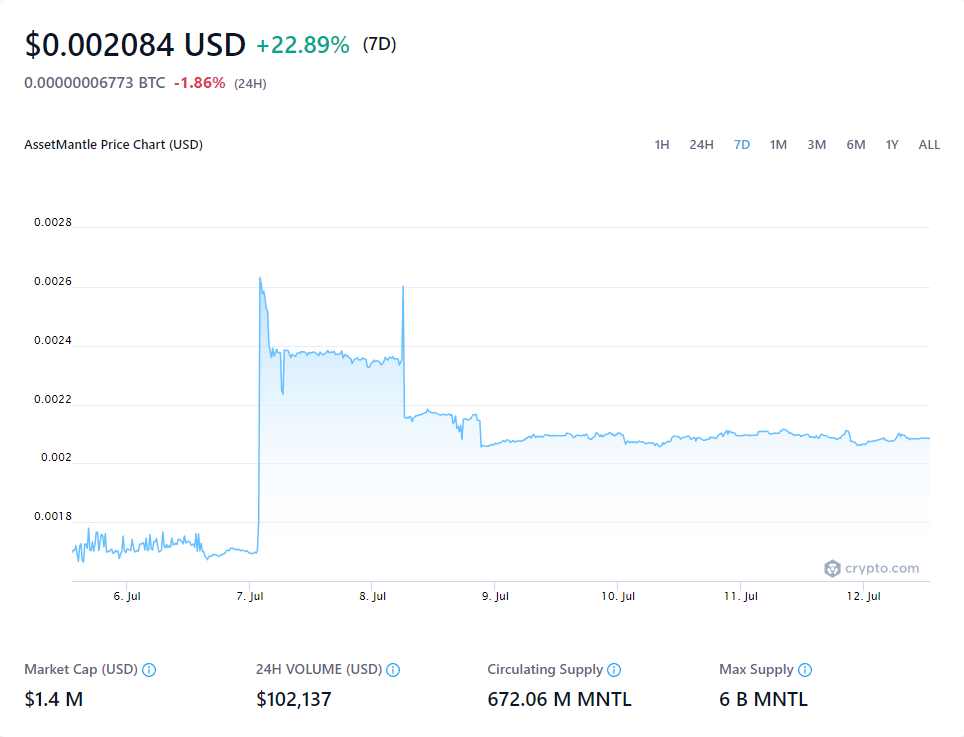 $0.002084 USD +22.89% (7D)
0.00000006773 BTC -1.86% (24H)
AssetMantle Price Chart (USD)
1H 24H 7D 1M 3M 6M 1Y ALL
0.0028
0.0026
0.0024
0.0022
0.002
0.0018
crypto.com
6. Jul 7. Jul 8. Jul 9. Jul 10. Jul 11. Jul 12. Jul
Market Cap (USD) 24H VOLUME (USD) Circulating Supply Max Supply
$1.4 M $102,137 672.06 M MNTL 6 B MNTL